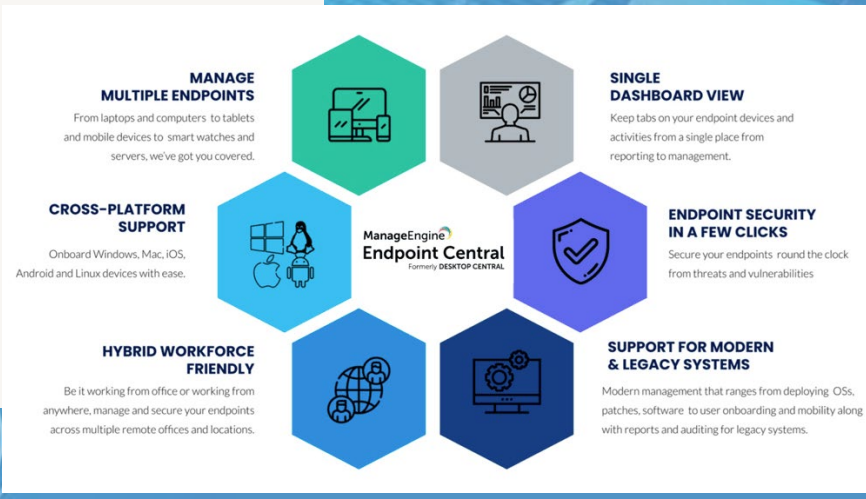 MANAGE
MULTIPLE ENDPOINTS
From laptops and computers to tablets
and mobile devices to smart watches and
servers, we've got you covered.
SINGLE
DASHBOARD VIEW
Keep tabs on your endpoint devices and
activities from a single place from
reporting to management.
CROSS-PLATFORM
SUPPORT
Onboard Windows, Mac, iOS,
Android and Linux devices with ease.
ManageEngine
Endpoint Central
Formerly DESKTOP CENTRAL
ENDPOINT SECURITY
IN A FEW CLICKS
Secure your endpoints round the clock
from threats and vulnerabilities
HYBRID WORKFORCE
FRIENDLY
Be it working from office or working from
anywhere, manage and secure your endpoints
across multiple remote offices and locations.
SUPPORT FOR MODERN
& LEGACY SYSTEMS
Modern management that ranges from deploying OSs,
patches, software to user onboarding and mobility along
with reports and auditing for legacy systems.